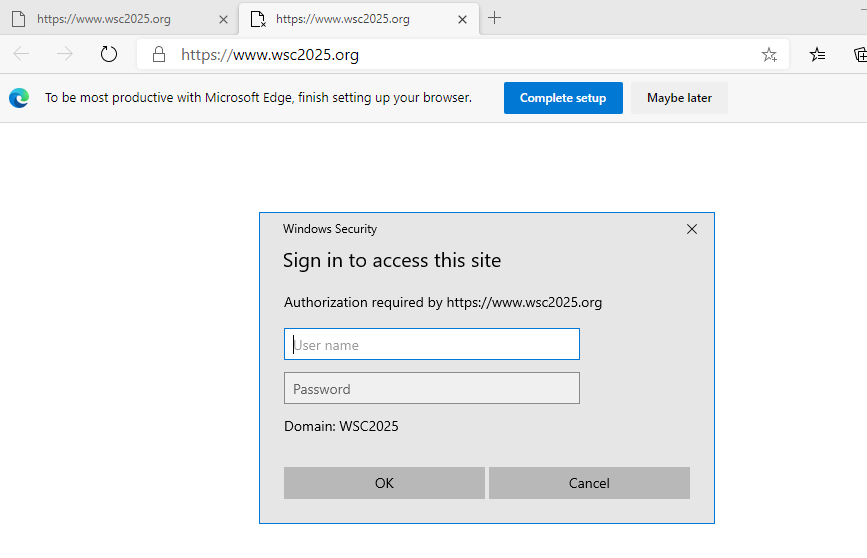 https://www.wsc2025.org
https://www.wsc2025.org
https://www.wsc2025.org
To be most productive with Microsoft Edge, finish setting up your browser.
Complete setup
Maybe later
Windows Security
Sign in to access this site
Authorization required by https://www.wsc2025.org
User name
Password
Domain: WSC2025
OK
Cancel